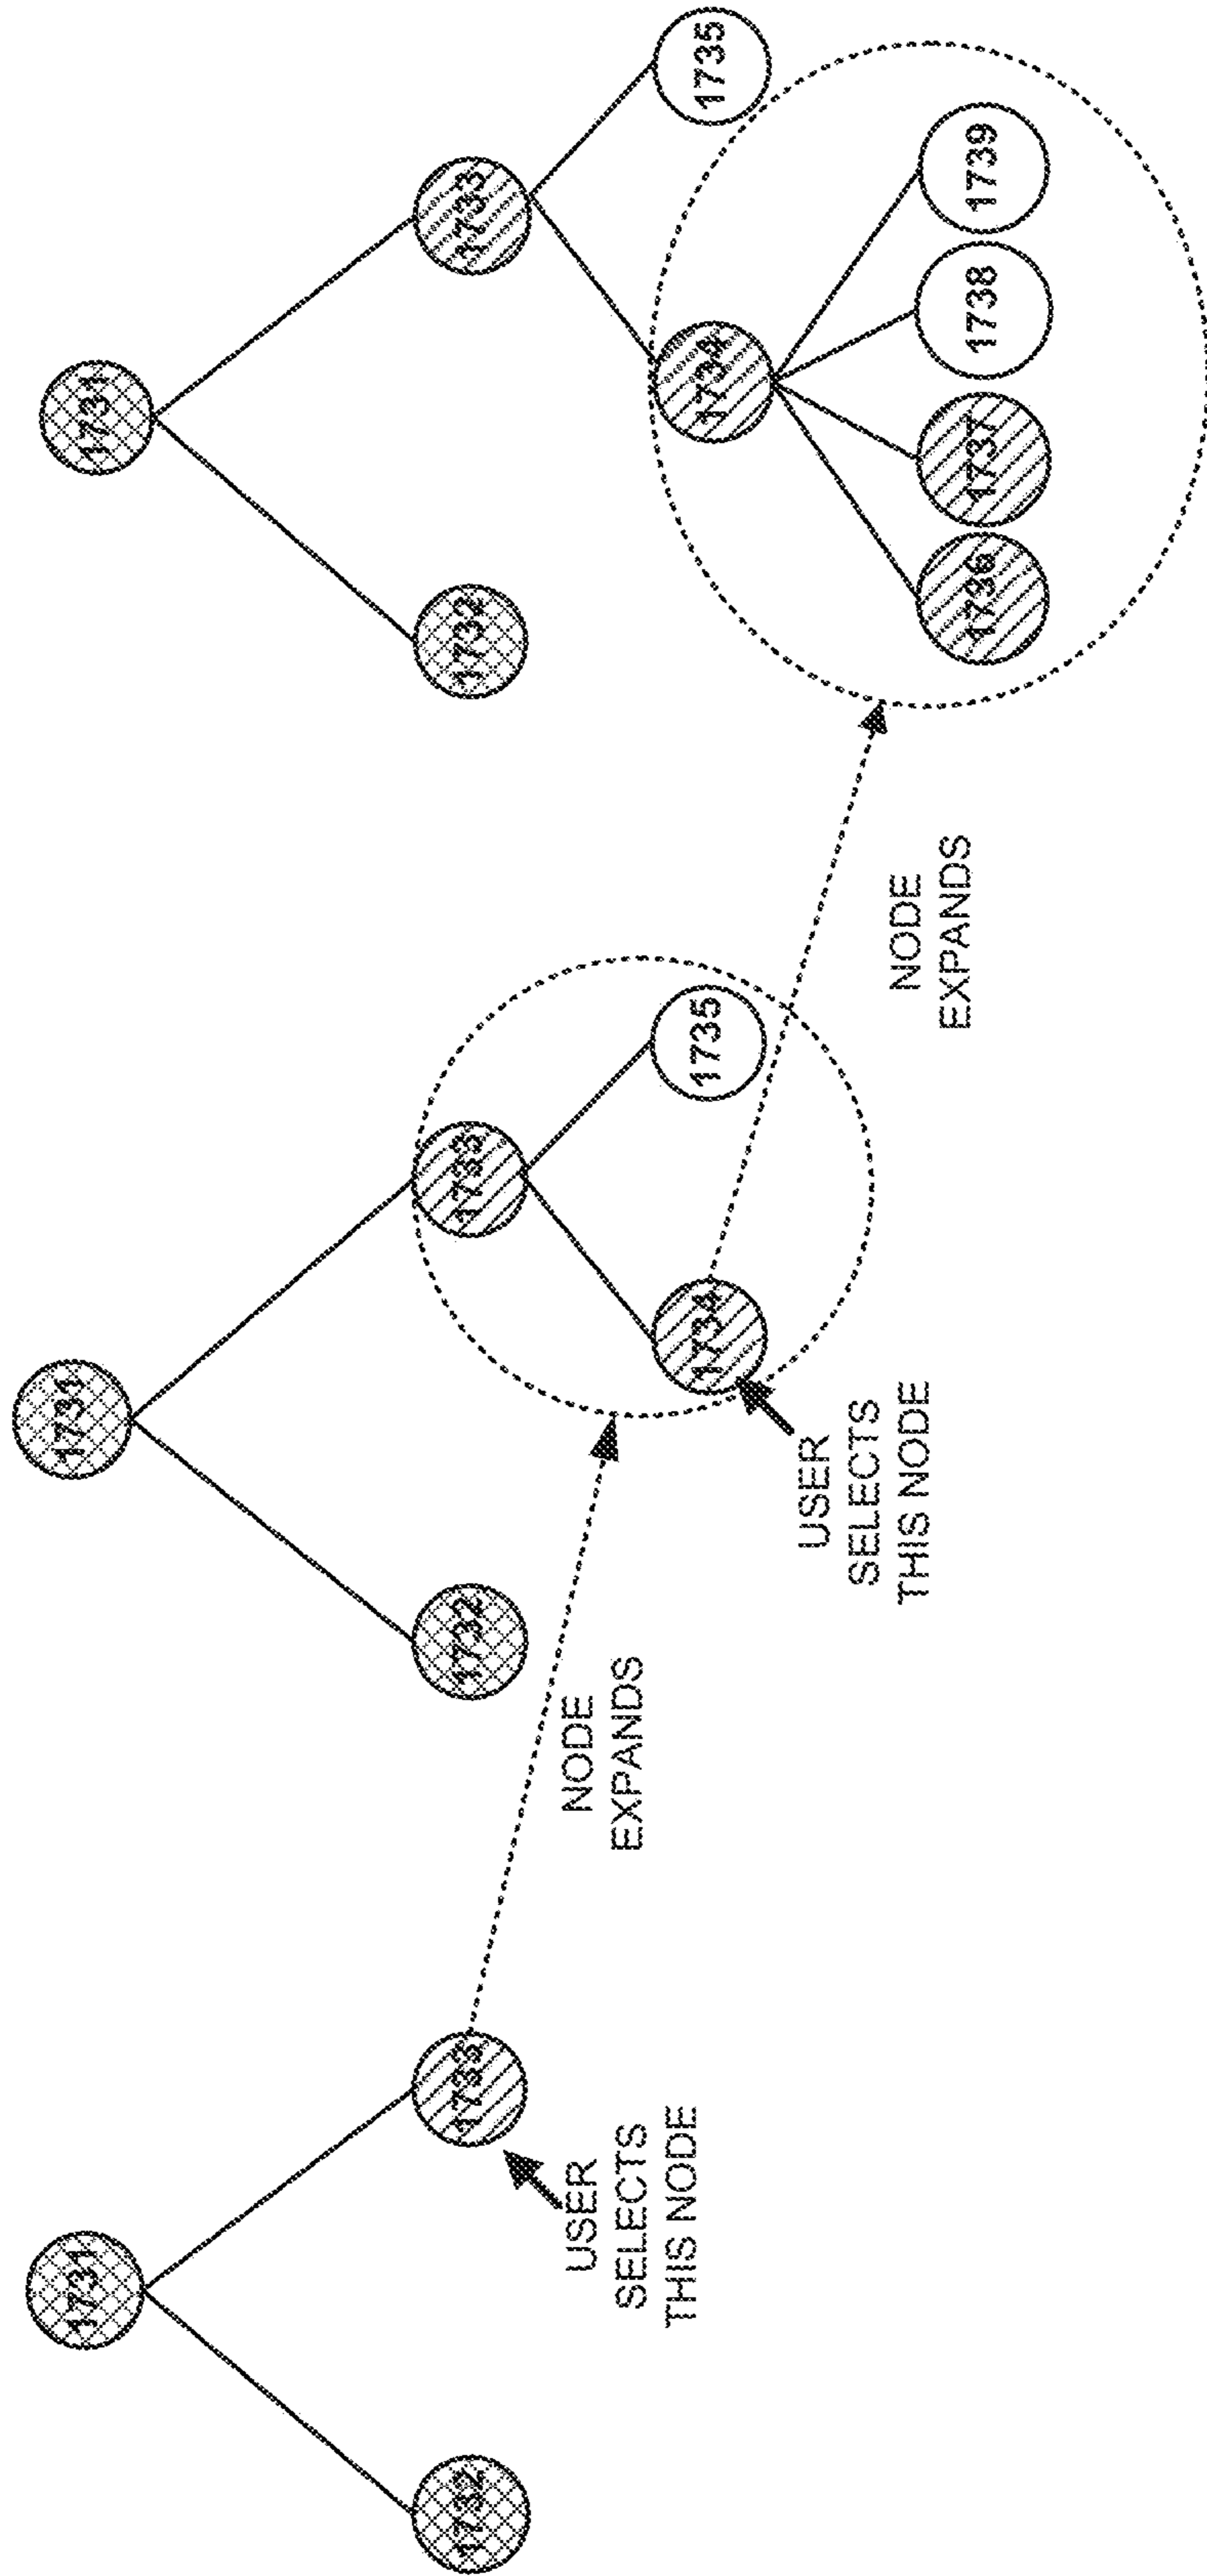 1731
1732
1733
USER
SELECTS
THIS NODE
NODE
EXPANDS
1731
1732
1733
1734
1735
USER
SELECTS
THIS NODE
NODE
EXPANDS
1731
1732
1733
1734
1735
1736
1737
1738
1739